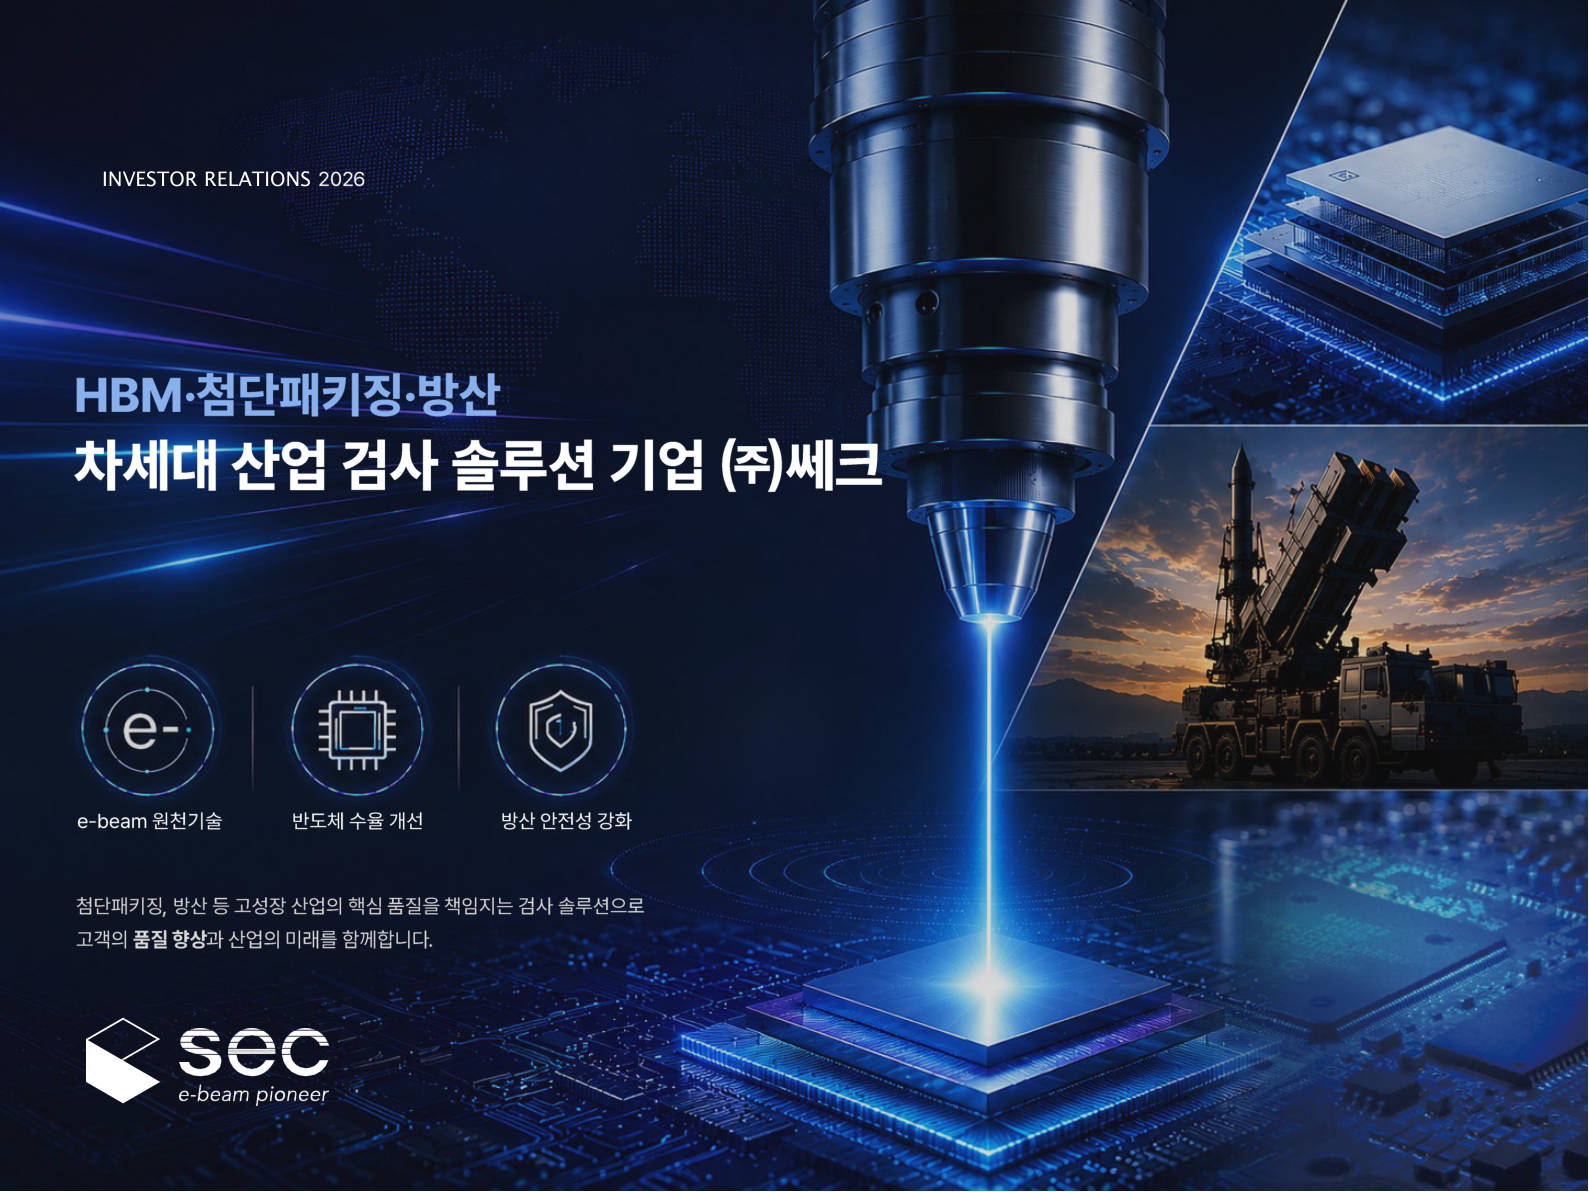 INVESTOR RELATIONS 2026
HBM·첨단패키징·방산
차세대 산업 검사 솔루션 기업 ㈜쎄크
e-
e-beam 원천기술
반도체 수율 개선
방산 안전성 강화
첨단패키징, 방산 등 고성장 산업의 핵심 품질을 책임지는 검사 솔루션으로
고객의 품질 향상과 산업의 미래를 함께합니다.
sec
e-beam pioneer